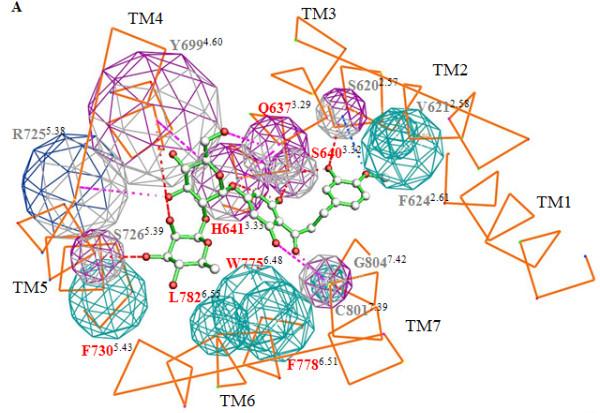 A
TM3
TM4
Y699^4.60
S620^2.57
TM2
Q637^3.29
V621^2.58
R725^5.38
S640^3.32
F624^2.61
TM1
H641^3.33
S726^5.39
W775^6.48
G804^7.42
TM5
L782^6.55
C801^7.39
TM7
F730^5.43
F778^6.51
TM6